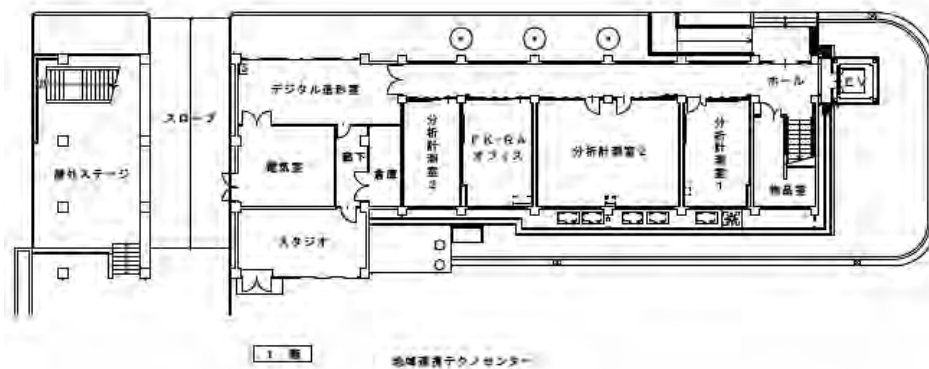 デジタル造形室
ホール
EV
スロープ
分析計測室3
FK-RA
オフィス
分析計測室2
分析計測室1
廊下
電気室
倉庫
屋外ステージ
物品室
スタジオ
1 階
地域連携テクノセンター